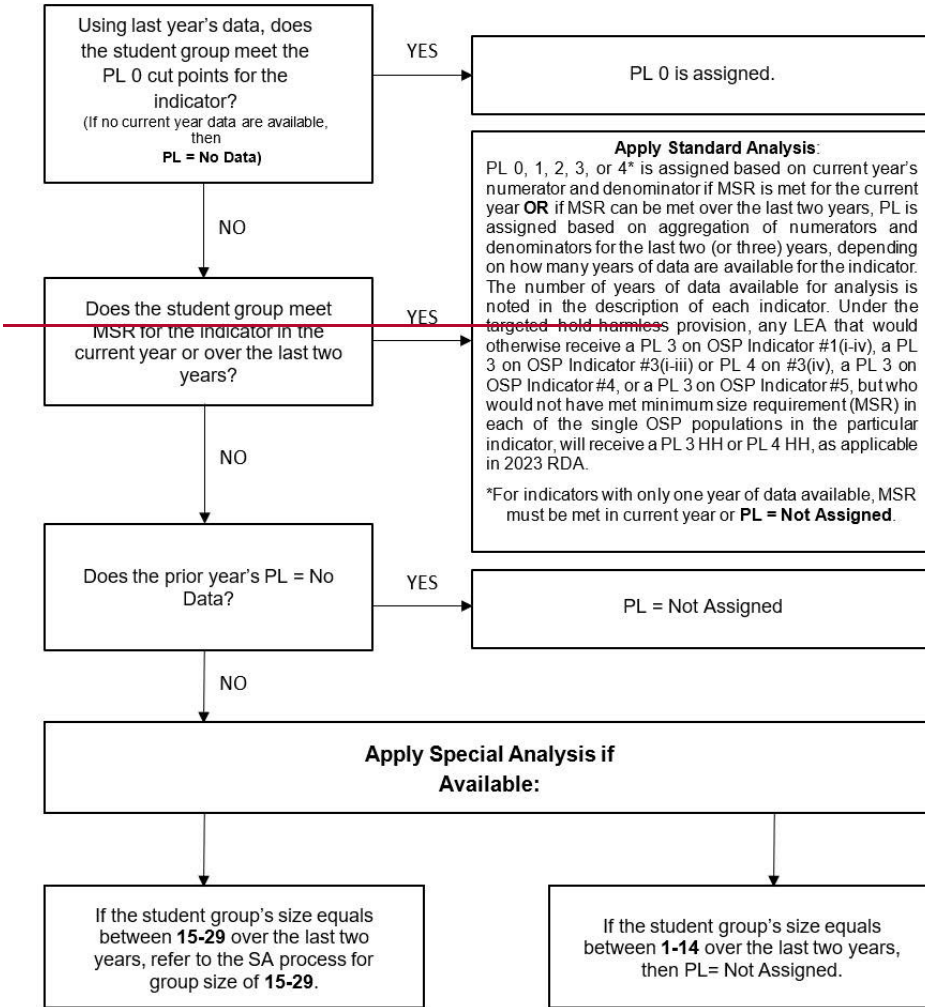 Using last year's data, does
the student group meet the
PL 0 cut points for the
indicator?
(If no current year data are available,
then
PL = No Data)
YES
PL 0 is assigned.
NO
Apply Standard Analysis:
PL 0, 1, 2, 3, or 4* is assigned based on current year's
numerator and denominator if MSR is met for the current
year OR if MSR can be met over the last two years, PL is
assigned based on aggregation of numerators and
denominators for the last two (or three) years, depending
on how many years of data are available for the indicator.
The number of years of data available for analysis is
noted in the description of each indicator. Under the
targeted hold harmless provision, any LEA that would
otherwise receive a PL 3 on OSP Indicator #1(i-iv), a PL
3 on OSP Indicator #3(i-iii) or PL 4 on #3(iv), a PL 3 on
OSP Indicator #4, or a PL 3 on OSP Indicator #5, but who
would not have met minimum size requirement (MSR) in
each of the single OSP populations in the particular
indicator, will receive a PL 3 HH or PL 4 HH, as applicable
in 2023 RDA.
*For indicators with only one year of data available, MSR
must be met in current year or PL = Not Assigned.
Does the student group meet
MSR for the indicator in the
current year or over the last two
years?
YES
NO
Does the prior year's PL = No
Data?
YES
PL = Not Assigned
NO
Apply Special Analysis if
Available:
If the student group's size equals
between 15-29 over the last two
years, refer to the SA process for
group size of 15-29.
If the student group's size equals
between 1-14 over the last two years,
then PL= Not Assigned.